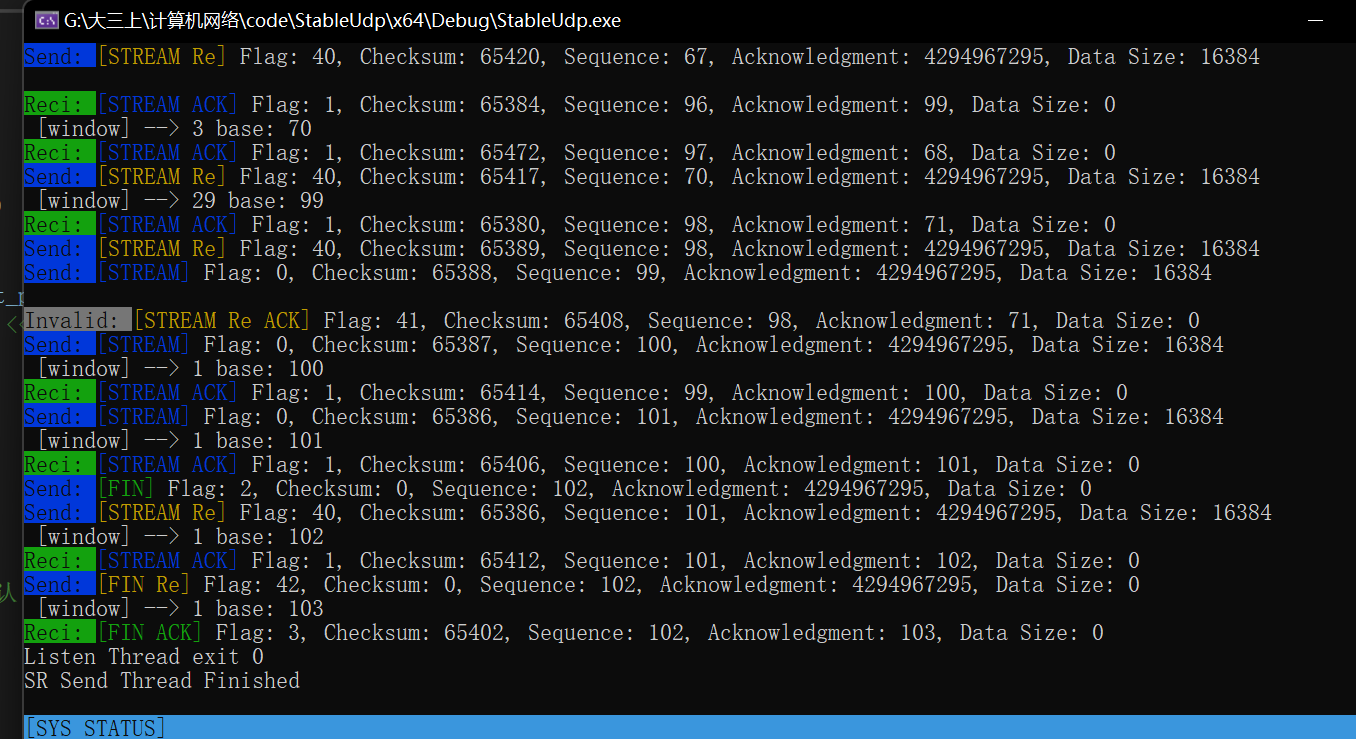 G:\大三上\计算机网络\code\StableUdp\x64\Debug\StableUdp.exe
Send: [STREAM Re] Flag: 40, Checksum: 65420, Sequence: 67, Acknowledgment: 4294967295, Data Size: 16384
Reci: [STREAM ACK] Flag: 1, Checksum: 65384, Sequence: 96, Acknowledgment: 99, Data Size: 0
[window] --> 3 base: 70
Reci: [STREAM ACK] Flag: 1, Checksum: 65472, Sequence: 97, Acknowledgment: 68, Data Size: 0
Send: [STREAM Re] Flag: 40, Checksum: 65417, Sequence: 70, Acknowledgment: 4294967295, Data Size: 16384
[window] --> 29 base: 99
Reci: [STREAM ACK] Flag: 1, Checksum: 65380, Sequence: 98, Acknowledgment: 71, Data Size: 0
Send: [STREAM Re] Flag: 40, Checksum: 65389, Sequence: 98, Acknowledgment: 4294967295, Data Size: 16384
Send: [STREAM] Flag: 0, Checksum: 65388, Sequence: 99, Acknowledgment: 4294967295, Data Size: 16384
Invalid: [STREAM Re ACK] Flag: 41, Checksum: 65408, Sequence: 98, Acknowledgment: 71, Data Size: 0
Send: [STREAM] Flag: 0, Checksum: 65387, Sequence: 100, Acknowledgment: 4294967295, Data Size: 16384
[window] --> 1 base: 100
Reci: [STREAM ACK] Flag: 1, Checksum: 65414, Sequence: 99, Acknowledgment: 100, Data Size: 0
Send: [STREAM] Flag: 0, Checksum: 65386, Sequence: 101, Acknowledgment: 4294967295, Data Size: 16384
[window] --> 1 base: 101
Reci: [STREAM ACK] Flag: 1, Checksum: 65406, Sequence: 100, Acknowledgment: 101, Data Size: 0
Send: [FIN] Flag: 2, Checksum: 0, Sequence: 102, Acknowledgment: 4294967295, Data Size: 0
Send: [STREAM Re] Flag: 40, Checksum: 65386, Sequence: 101, Acknowledgment: 4294967295, Data Size: 16384
[window] --> 1 base: 102
Reci: [STREAM ACK] Flag: 1, Checksum: 65412, Sequence: 101, Acknowledgment: 102, Data Size: 0
Send: [FIN Re] Flag: 42, Checksum: 0, Sequence: 102, Acknowledgment: 4294967295, Data Size: 0
[window] --> 1 base: 103
Reci: [FIN ACK] Flag: 3, Checksum: 65402, Sequence: 102, Acknowledgment: 103, Data Size: 0
Listen Thread exit 0
SR Send Thread Finished
[SYS STATUS]